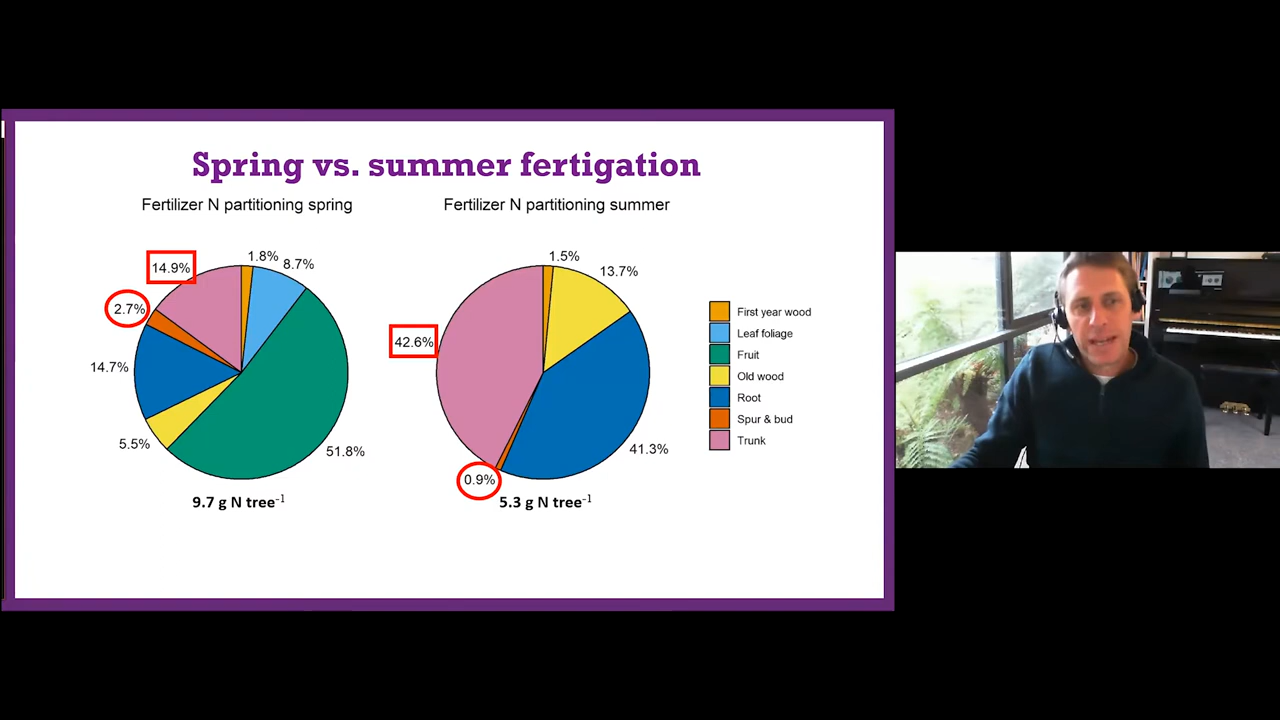 Spring vs. summer fertigation
Fertilizer N partitioning spring
1.8%
8.7%
14.9%
2.7%
14.7%
5.5%
51.8%
9.7 g N tree⁻¹
Fertilizer N partitioning summer
1.5%
13.7%
42.6%
41.3%
0.9%
5.3 g N tree⁻¹
First year wood
Leaf foliage
Fruit
Old wood
Root
Spur & bud
Trunk